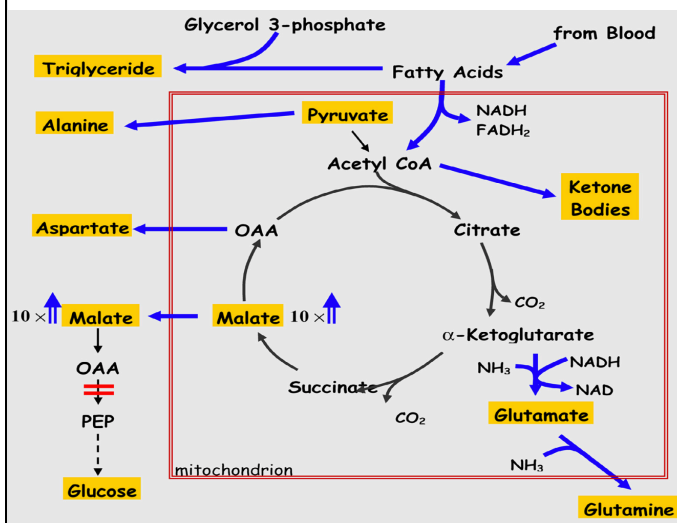 Glycerol 3-phosphate
from Blood
Triglyceride
Fatty Acids
Pyruvate
NADH
FADH₂
Alanine
Acetyl CoA
Ketone
Bodies
Aspartate
OAA
Citrate
CO₂
10 × Malate
Malate 10 ×
α-Ketoglutarate
OAA
NH₃
NADH
Succinate
NAD
CO₂
PEP
Glutamate
NH₃
mitochondrion
Glucose
Glutamine